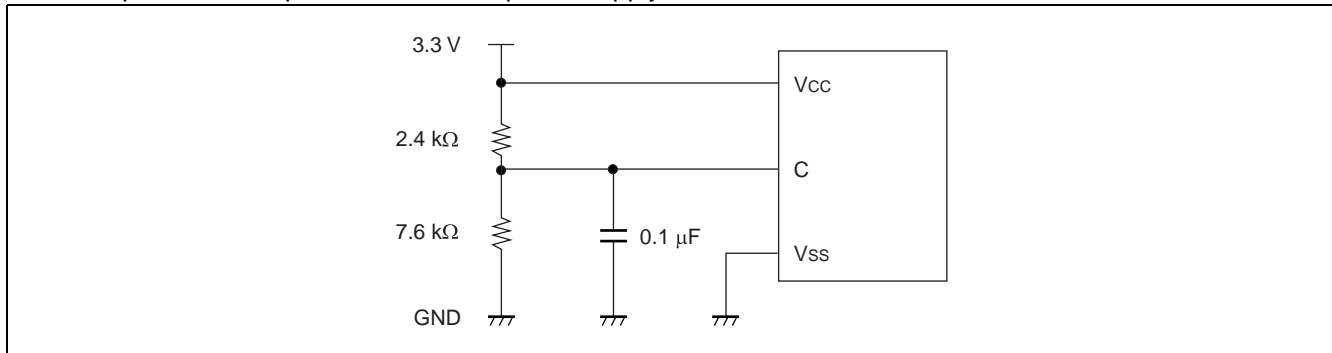 3.3 V
VCC
2.4 kΩ
C
7.6 kΩ
0.1 μF
VSS
GND